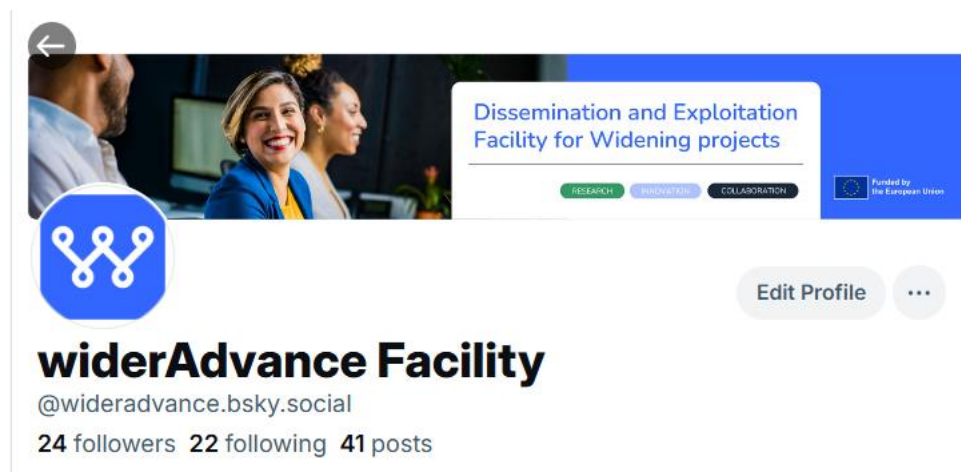 Dissemination and Exploitation
Facility for Widening projects
RESEARCH INNOVATION COLLABORATION
Funded by
the European Union
Edit Profile
widerAdvance Facility
@wideradvance.bsky.social
24 followers 22 following 41 posts